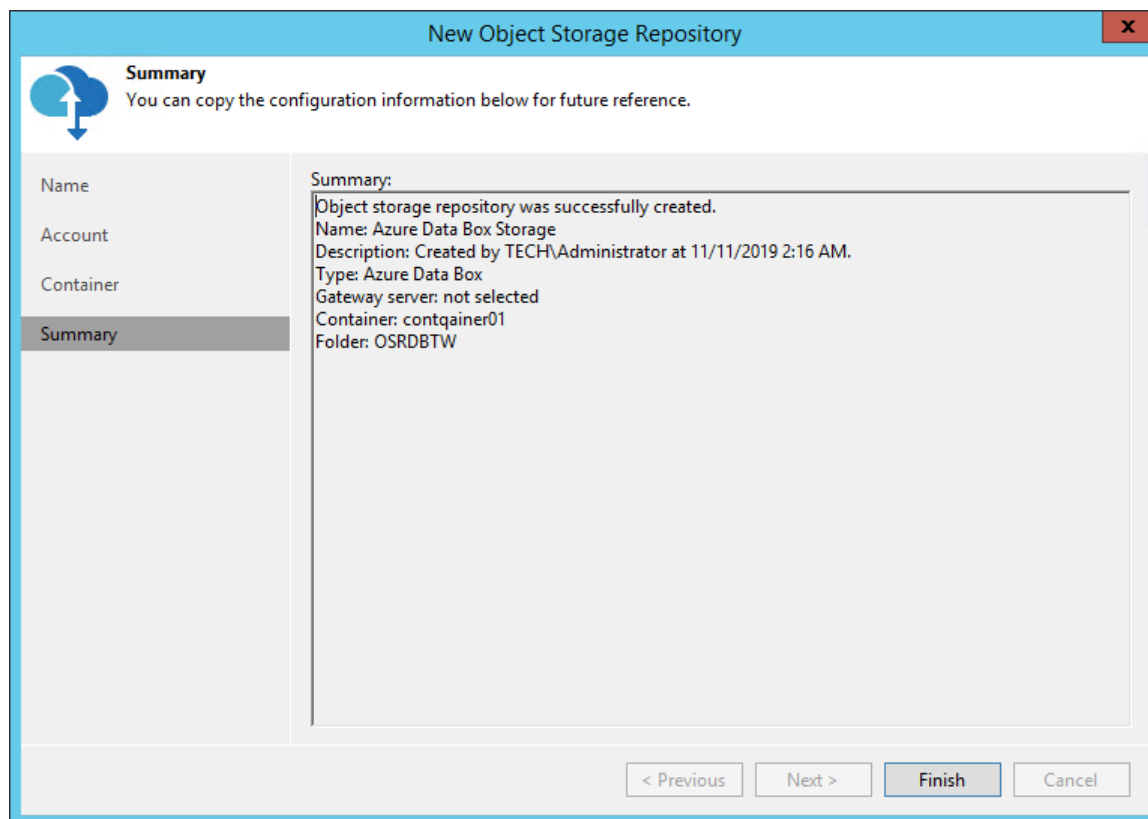 New Object Storage Repository
x
Summary
You can copy the configuration information below for future reference.
Name
Account
Container
Summary
Summary:
Object storage repository was successfully created.
Name: Azure Data Box Storage
Description: Created by TECH\Administrator at 11/11/2019 2:16 AM.
Type: Azure Data Box
Gateway server: not selected
Container: contqainer01
Folder: OSRDBTW
< Previous Next > Finish Cancel